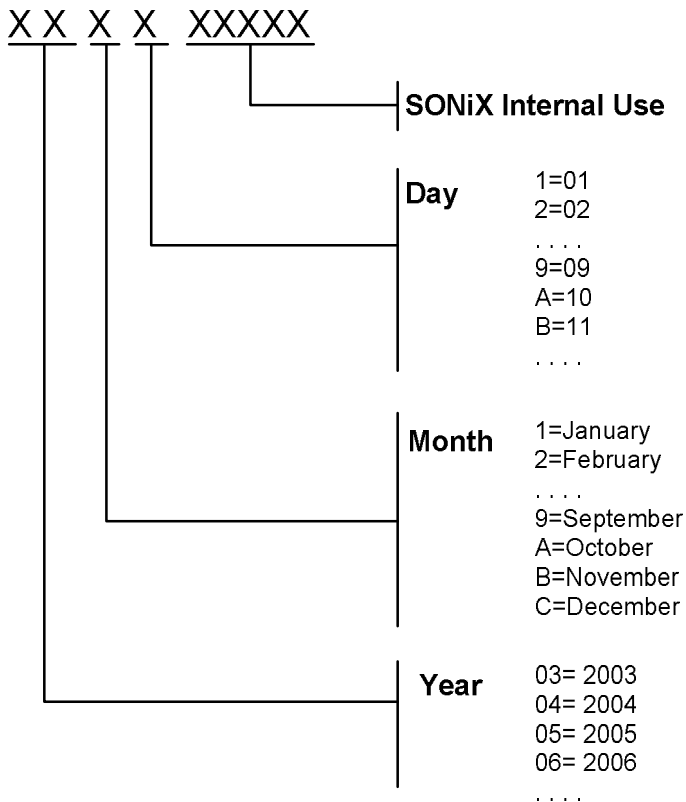 X X X X XXXXX
SONiX Internal Use
Day
1=01
2=02
. . . .
9=09
A=10
B=11
. . . .
Month
1=January
2=February
. . . .
9=September
A=October
B=November
C=December
Year
03= 2003
04= 2004
05= 2005
06= 2006
. . . .